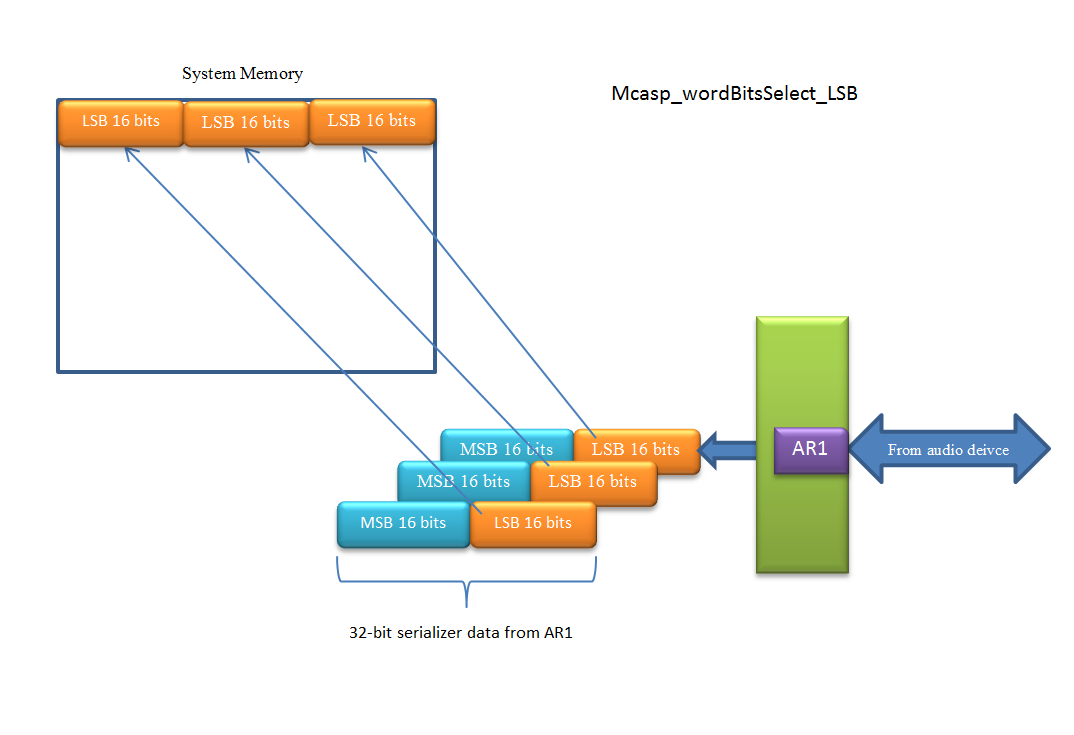 System Memory
Mcasp_wordBitsSelect_LSB
LSB 16 bits
LSB 16 bits
LSB 16 bits
MSB 16 bits
LSB 16 bits
AR1
From audio deivce
MSB 16 bits
LSB 16 bits
MSB 16 bits
LSB 16 bits
32-bit serializer data from AR1